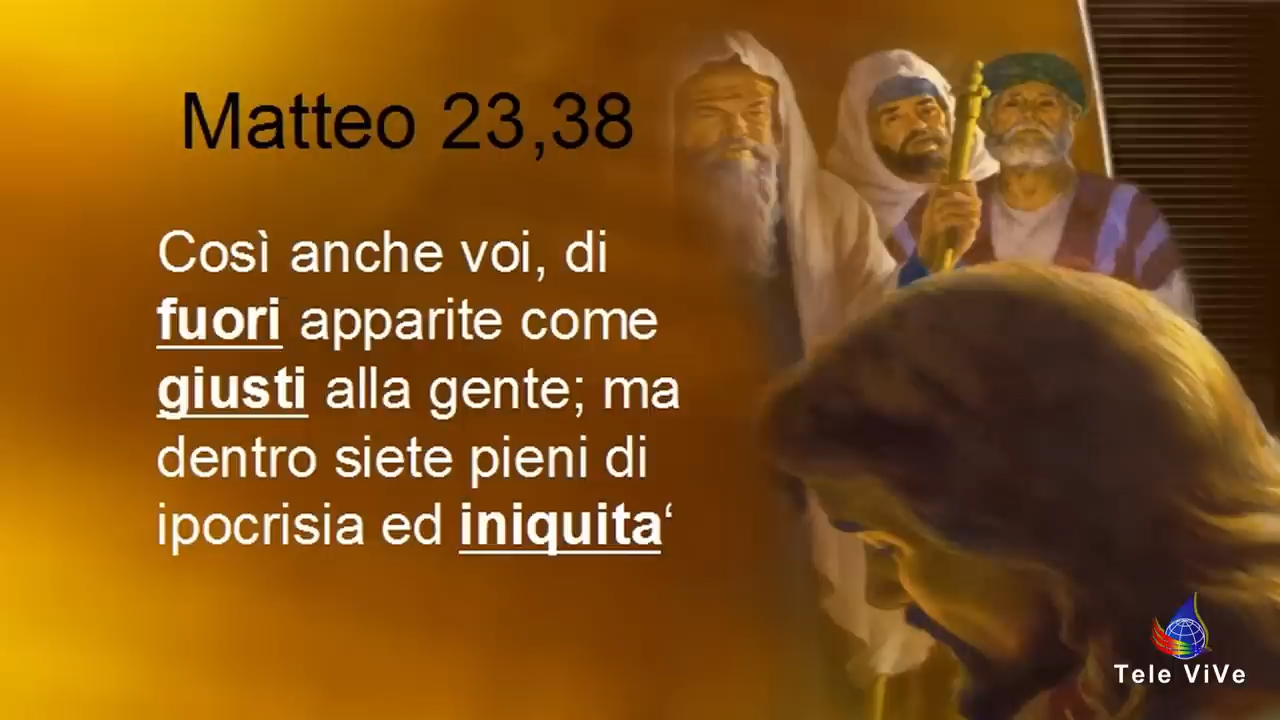 Matteo 23,38
Così anche voi, di
fuori apparite come
giusti alla gente; ma
dentro siete pieni di
ipocrisia ed iniquita‘
Tele ViVe